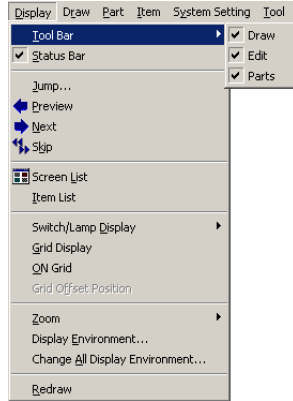 Display Draw Part Item System Setting Tool
Tool Bar
Draw
Status Bar
Edit
Parts
Jump...
Preview
Next
Skip
Screen List
Item List
Switch/Lamp Display
Grid Display
ON Grid
Grid Offset Position
Zoom
Display Environment...
Change All Display Environment...
Redraw